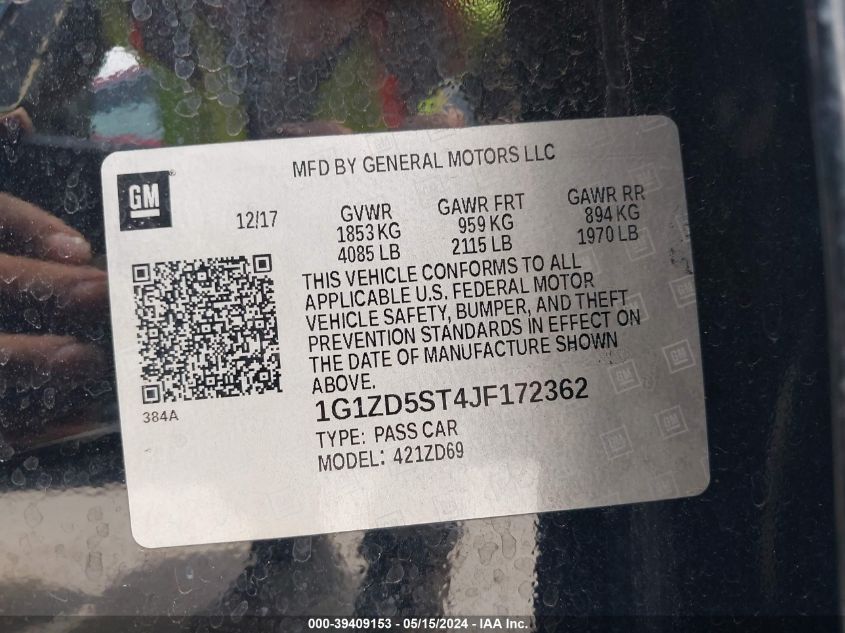 MFD BY GENERAL MOTORS LLC
GM
12/17
GVWR
1853 KG
4085 LB
GAWR FRT
959 KG
2115 LB
GAWR RR
894 KG
1970 LB
THIS VEHICLE CONFORMS TO ALL
APPLICABLE U.S. FEDERAL MOTOR
VEHICLE SAFETY, BUMPER, AND THEFT
PREVENTION STANDARDS IN EFFECT ON
THE DATE OF MANUFACTURE SHOWN
ABOVE.
384A
1G1ZD5ST4JF172362
TYPE: PASS CAR
MODEL: 421ZD69
000-39409153 - 05/15/2024 - IAA Inc.